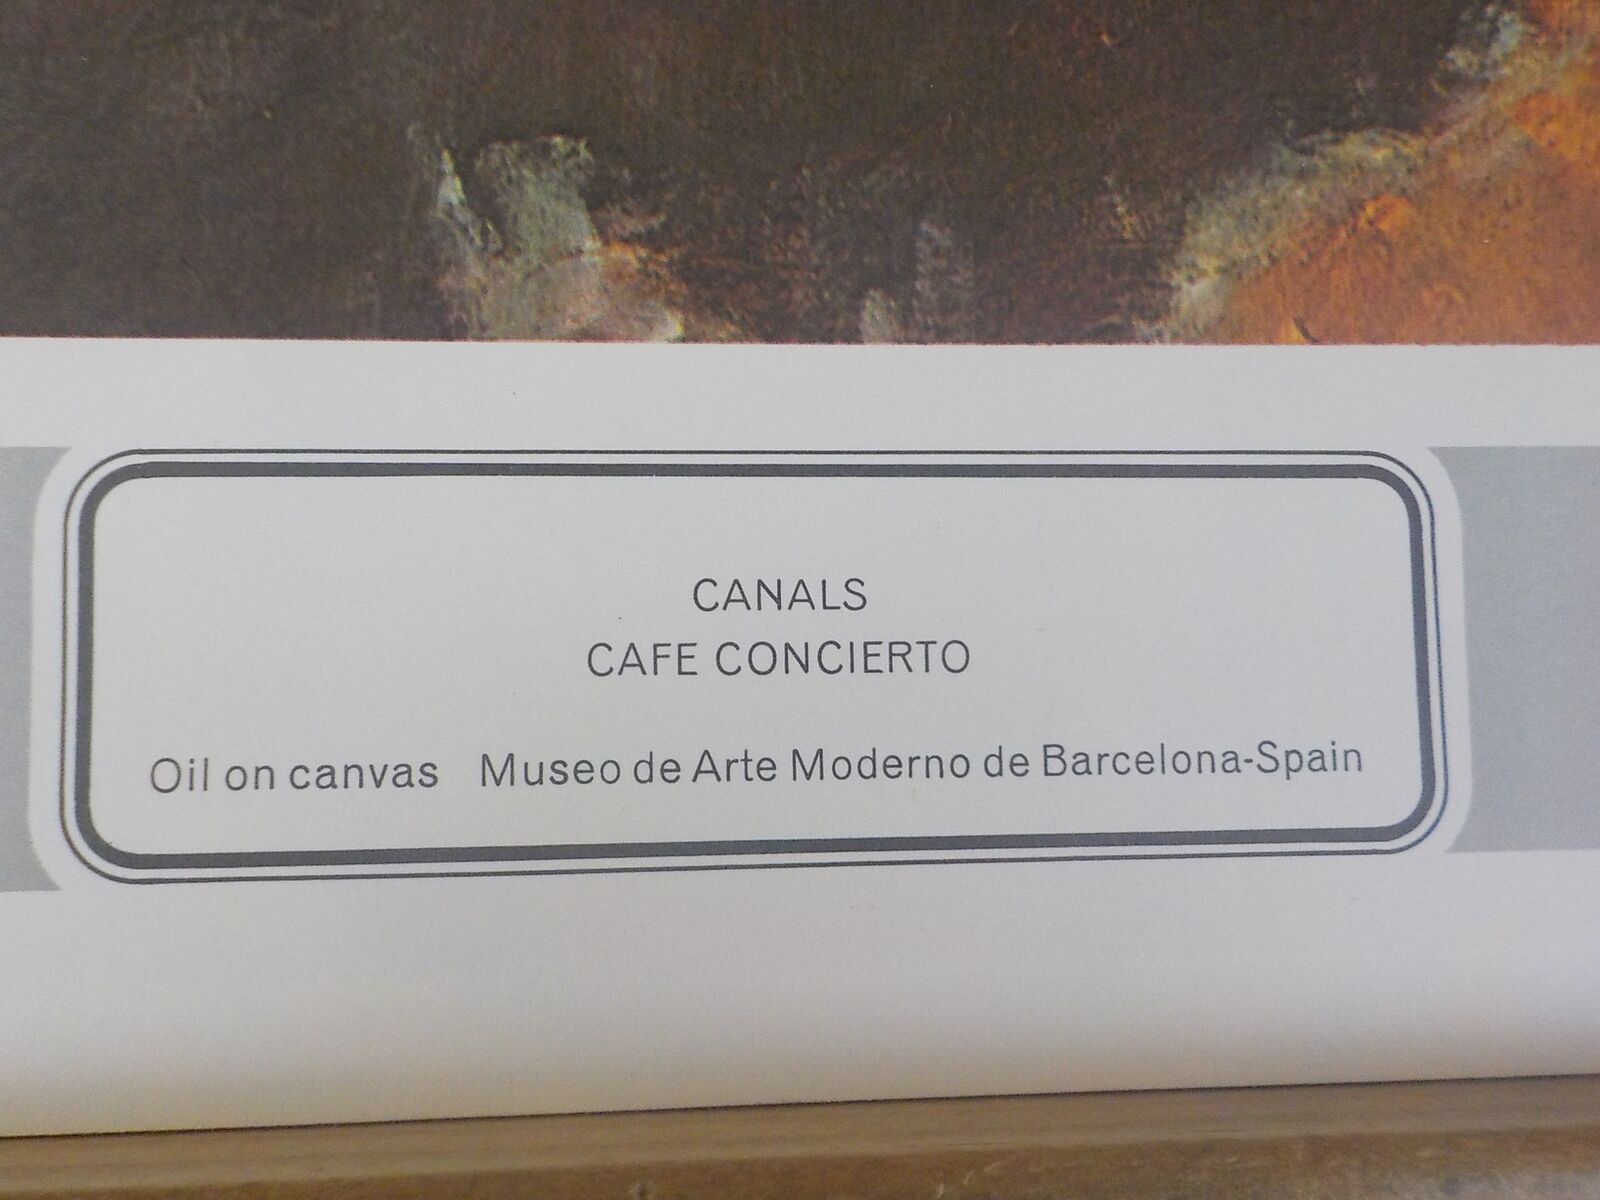 CANALS
CAFE CONCIERTO
Oil on canvas Museo de Arte Moderno de Barcelona-Spain